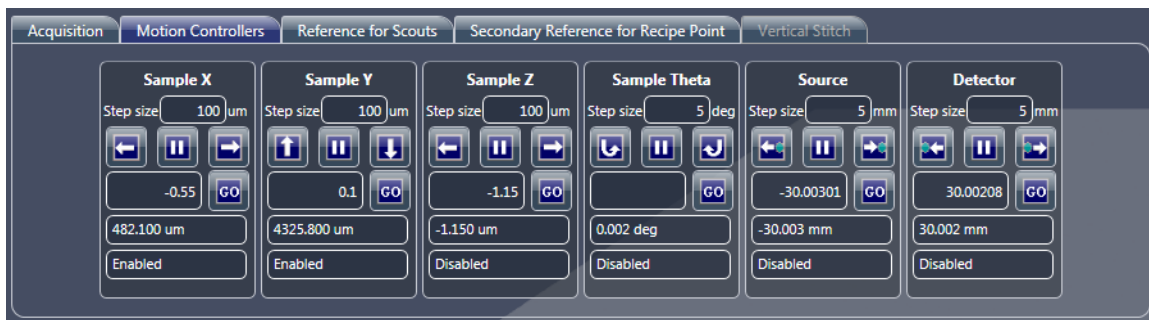 Acquisition Motion Controllers Reference for Scouts Secondary Reference for Recipe Point Vertical Stitch
Sample X Sample Y Sample Z Sample Theta Source Detector
Step size 100 um Step size 100 um Step size 100 um Step size 5 deg Step size 5 mm Step size 5 mm
-0.55 GO 0.1 GO -1.15 GO GO -30.00301 GO 30.00208 GO
482.100 um 4325.800 um -1.150 um 0.002 deg -30.003 mm 30.002 mm
Enabled Enabled Disabled Disabled Disabled Disabled